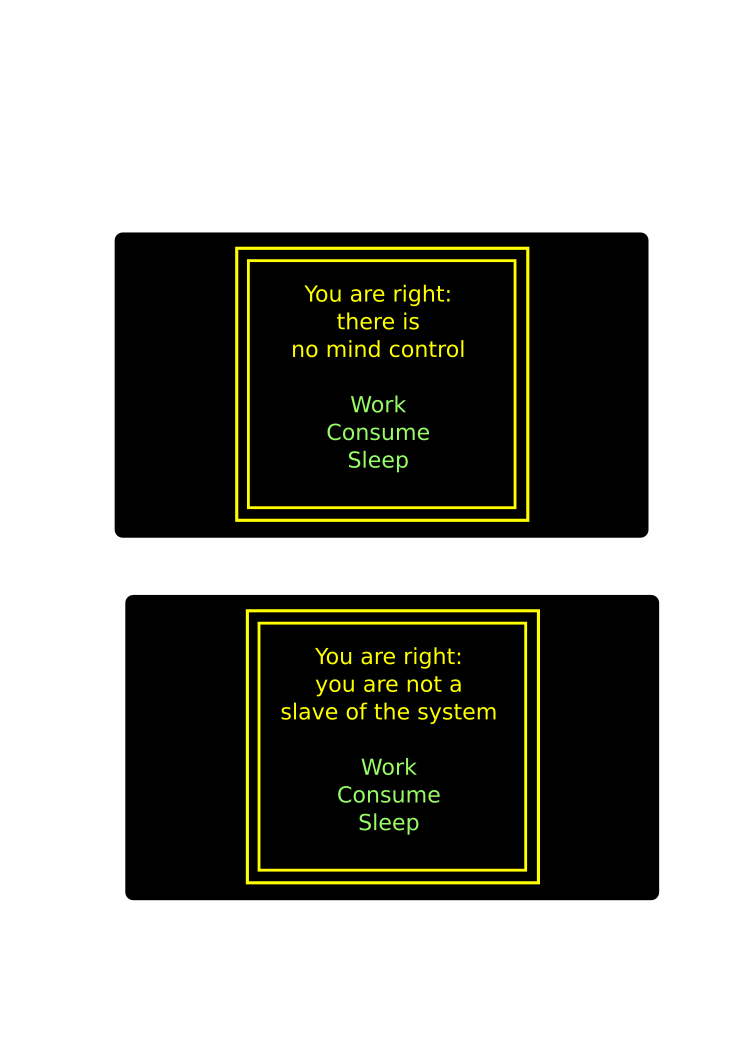 You are right:
there is
no mind control
Work
Consume
Sleep
You are right:
you are not a
slave of the system
Work
Consume
Sleep